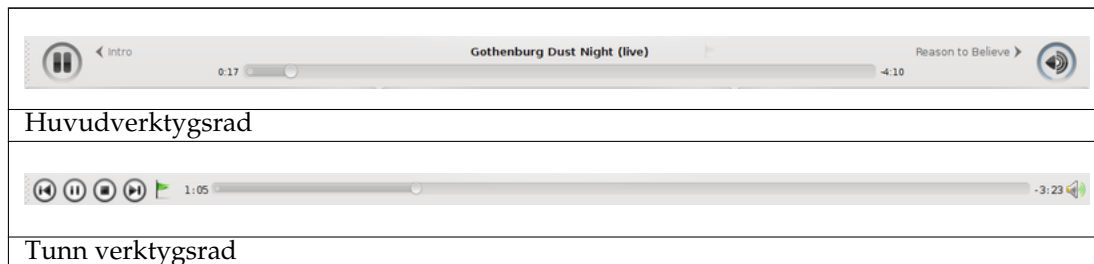 Intro Gothenburg Dust Night (live) Reason to Believe
0:17 -4:10
Huvudverktygsrad
1:05 -3:23
Tunn verktygsrad